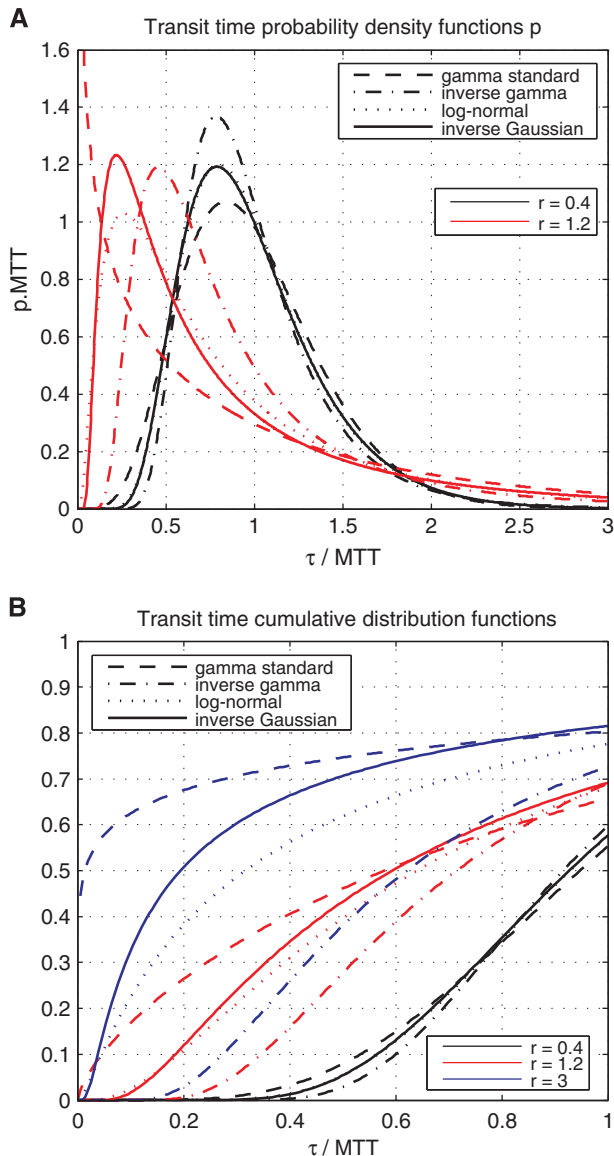 A
Transit time probability density functions p
1.6
1.4
1.2
1
0.8
0.6
0.4
0.2
0
p.MTT
gamma standard
inverse gamma
log-normal
inverse Gaussian
r = 0.4
r = 1.2
0 0.5 1 1.5 2 2.5 3
τ / MTT
B
Transit time cumulative distribution functions
1
0.9
0.8
0.7
0.6
0.5
0.4
0.3
0.2
0.1
0
gamma standard
inverse gamma
log-normal
inverse Gaussian
r = 0.4
r = 1.2
r = 3
0 0.2 0.4 0.6 0.8 1
τ / MTT